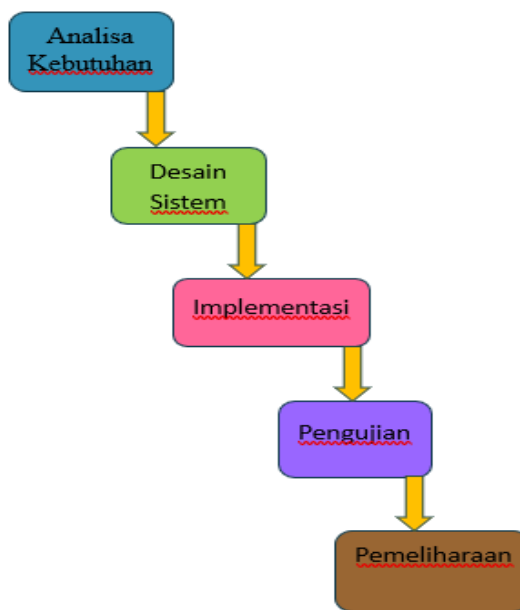 Analisa
Kebutuhan
Desain
Sistem
Implementasi
Pengujian
Pemeliharaan